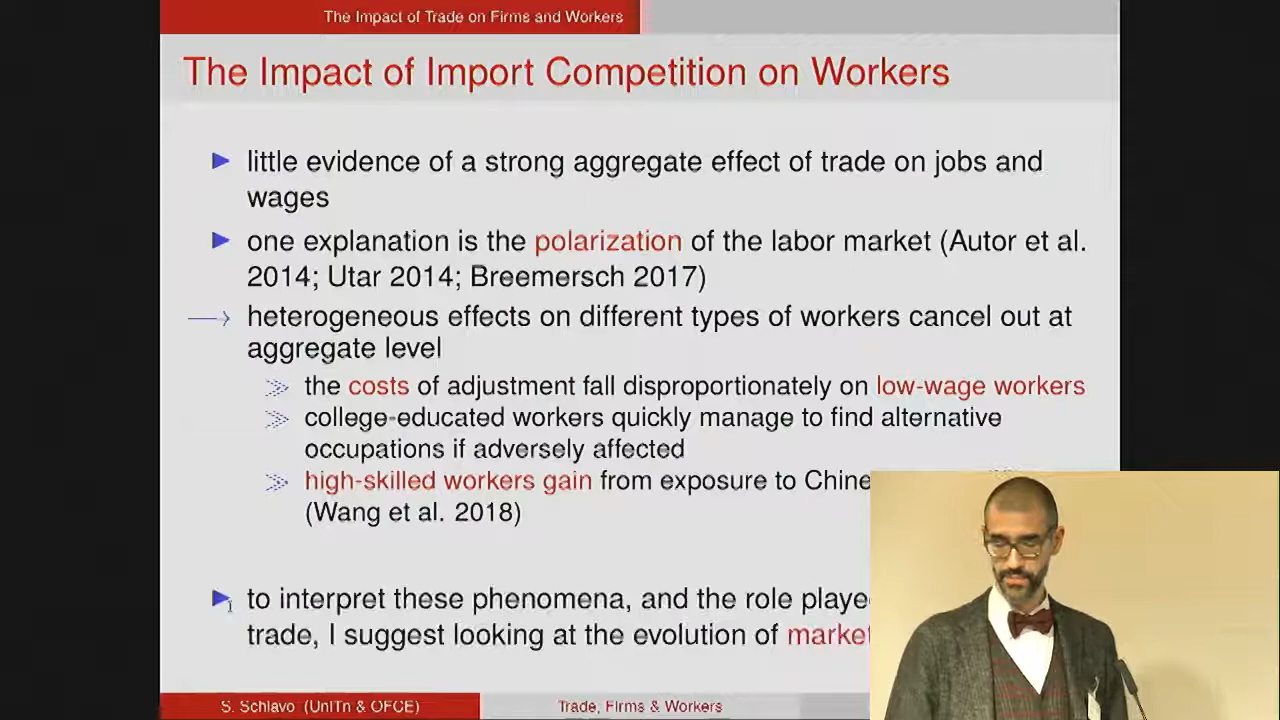 The Impact of Trade on Firms and Workers
The Impact of Import Competition on Workers
little evidence of a strong aggregate effect of trade on jobs and
wages
one explanation is the polarization of the labor market (Autor et al.
2014; Utar 2014; Breemersch 2017)
heterogeneous effects on different types of workers cancel out at
aggregate level
the costs of adjustment fall disproportionately on low-wage workers
college-educated workers quickly manage to find alternative
occupations if adversely affected
high-skilled workers gain from exposure to Chine
(Wang et al. 2018)
to interpret these phenomena, and the role playe
trade, I suggest looking at the evolution of market
S. Schiavo (UniTn & OFCE)
Trade, Firms & Workers